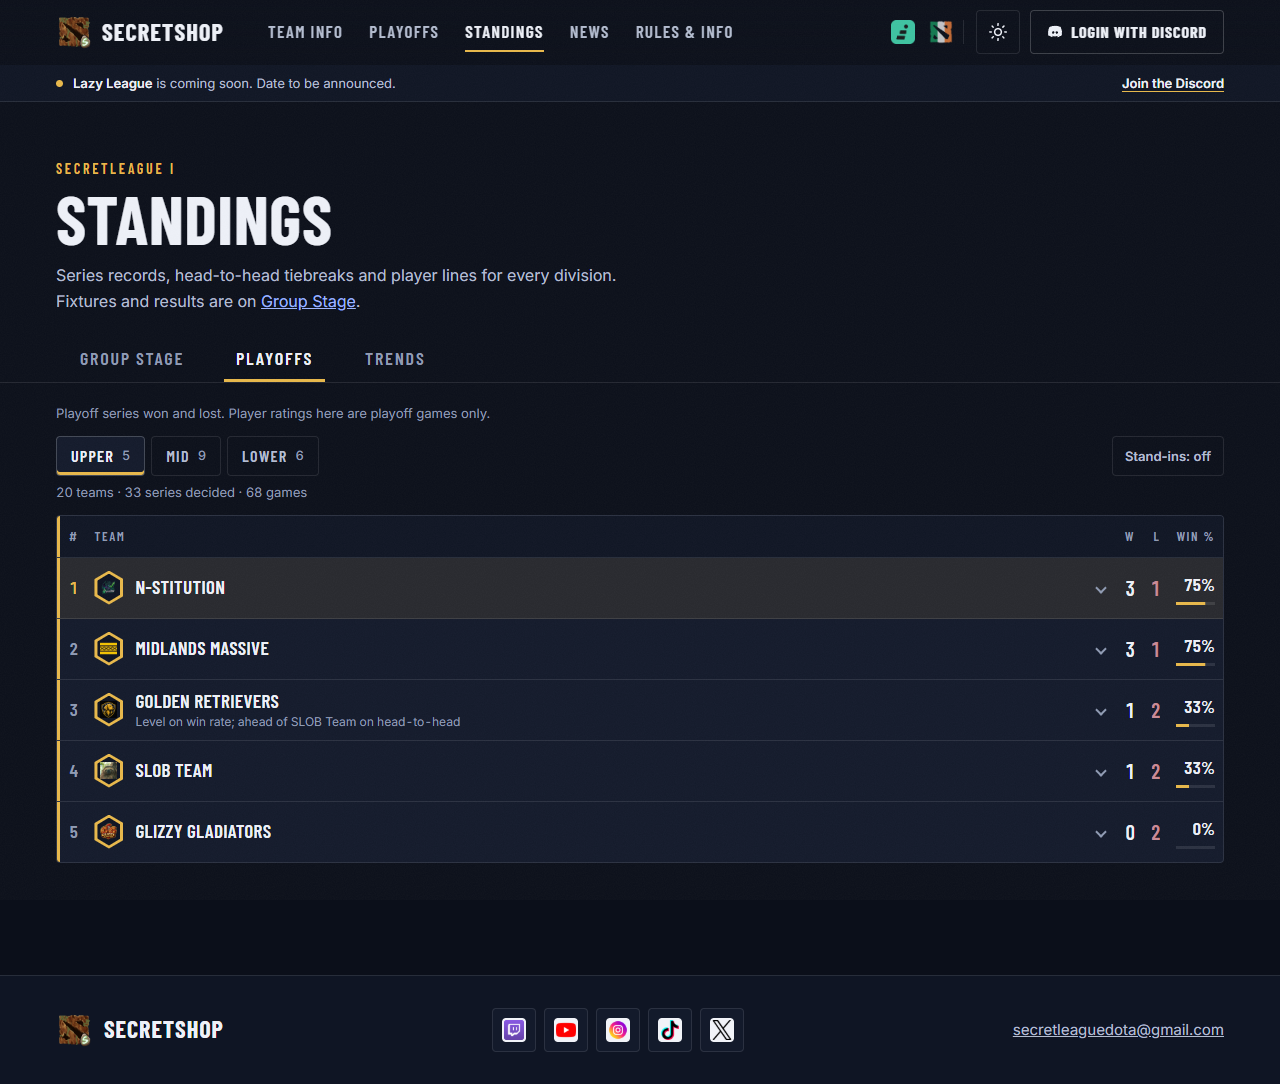 SECRETSHOP
TEAM INFO
PLAYOFFS
STANDINGS
NEWS
RULES & INFO
LOGIN WITH DISCORD
Lazy League is coming soon. Date to be announced.
Join the Discord
SECRETLEAGUE I
STANDINGS
Series records, head-to-head tiebreaks and player lines for every division.
Fixtures and results are on Group Stage.
GROUP STAGE
PLAYOFFS
TRENDS
Playoff series won and lost. Player ratings here are playoff games only.
UPPER 5
MID 9
LOWER 6
Stand-ins: off
20 teams · 33 series decided · 68 games
# TEAM W L WIN %
1 N-STITUTION 3 1 75%
2 MIDLANDS MASSIVE 3 1 75%
3 GOLDEN RETRIEVERS 1 2 33%
Level on win rate; ahead of SLOB Team on head-to-head
4 SLOB TEAM 1 2 33%
5 GLIZZY GLADIATORS 0 2 0%
SECRETSHOP
secretleaguedota@gmail.com